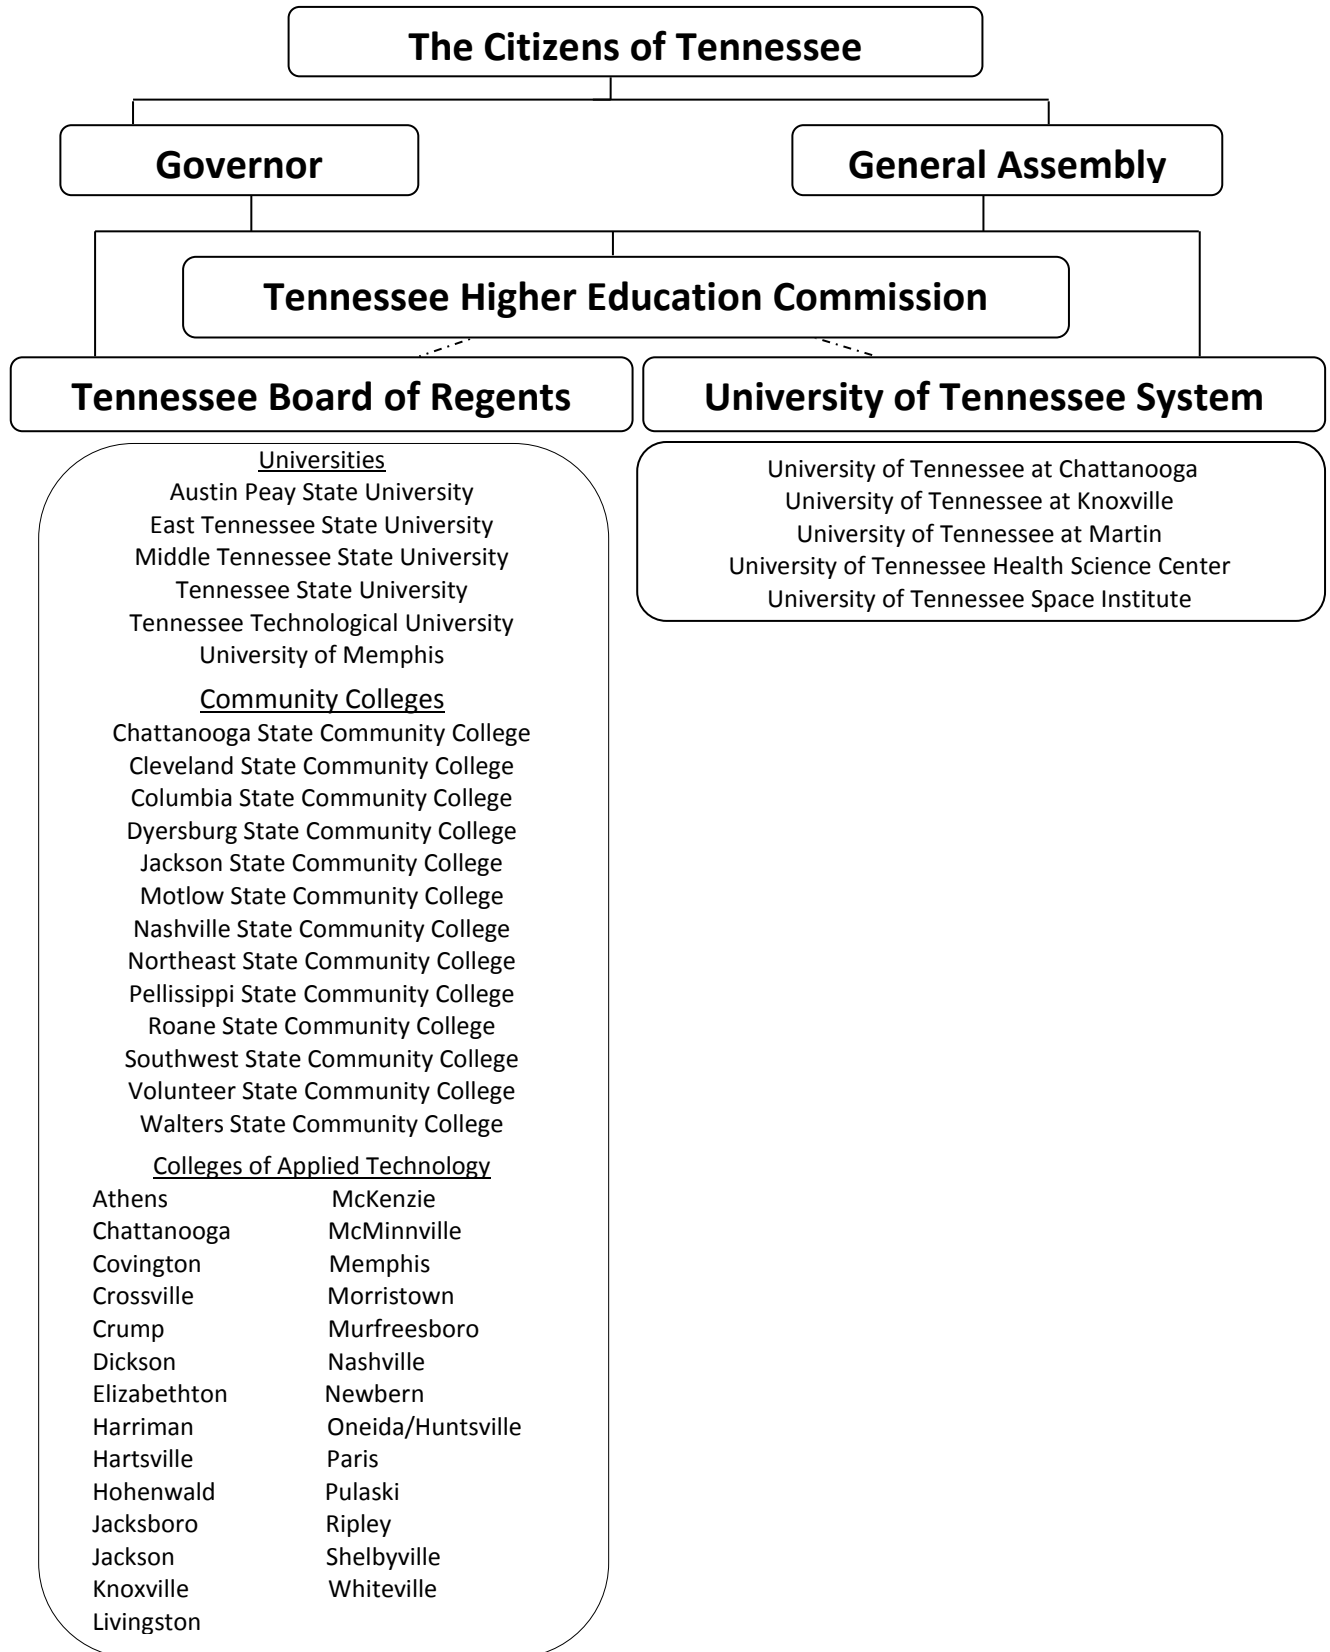 The Citizens of Tennessee
Governor
General Assembly
Tennessee Higher Education Commission
Tennessee Board of Regents
University of Tennessee System
Universities
Austin Peay State University
East Tennessee State University
Middle Tennessee State University
Tennessee State University
Tennessee Technological University
University of Memphis
Community Colleges
Chattanooga State Community College
Cleveland State Community College
Columbia State Community College
Dyersburg State Community College
Jackson State Community College
Motlow State Community College
Nashville State Community College
Northeast State Community College
Pellissippi State Community College
Roane State Community College
Southwest State Community College
Volunteer State Community College
Walters State Community College
Colleges of Applied Technology
Athens McKenzie
Chattanooga McMinnville
Covington Memphis
Crossville Morristown
Crump Murfreesboro
Dickson Nashville
Elizabethton Newbern
Harriman Oneida/Huntsville
Hartsville Paris
Hohenwald Pulaski
Jacksboro Ripley
Jackson Shelbyville
Knoxville Whiteville
Livingston
University of Tennessee at Chattanooga
University of Tennessee at Knoxville
University of Tennessee at Martin
University of Tennessee Health Science Center
University of Tennessee Space Institute